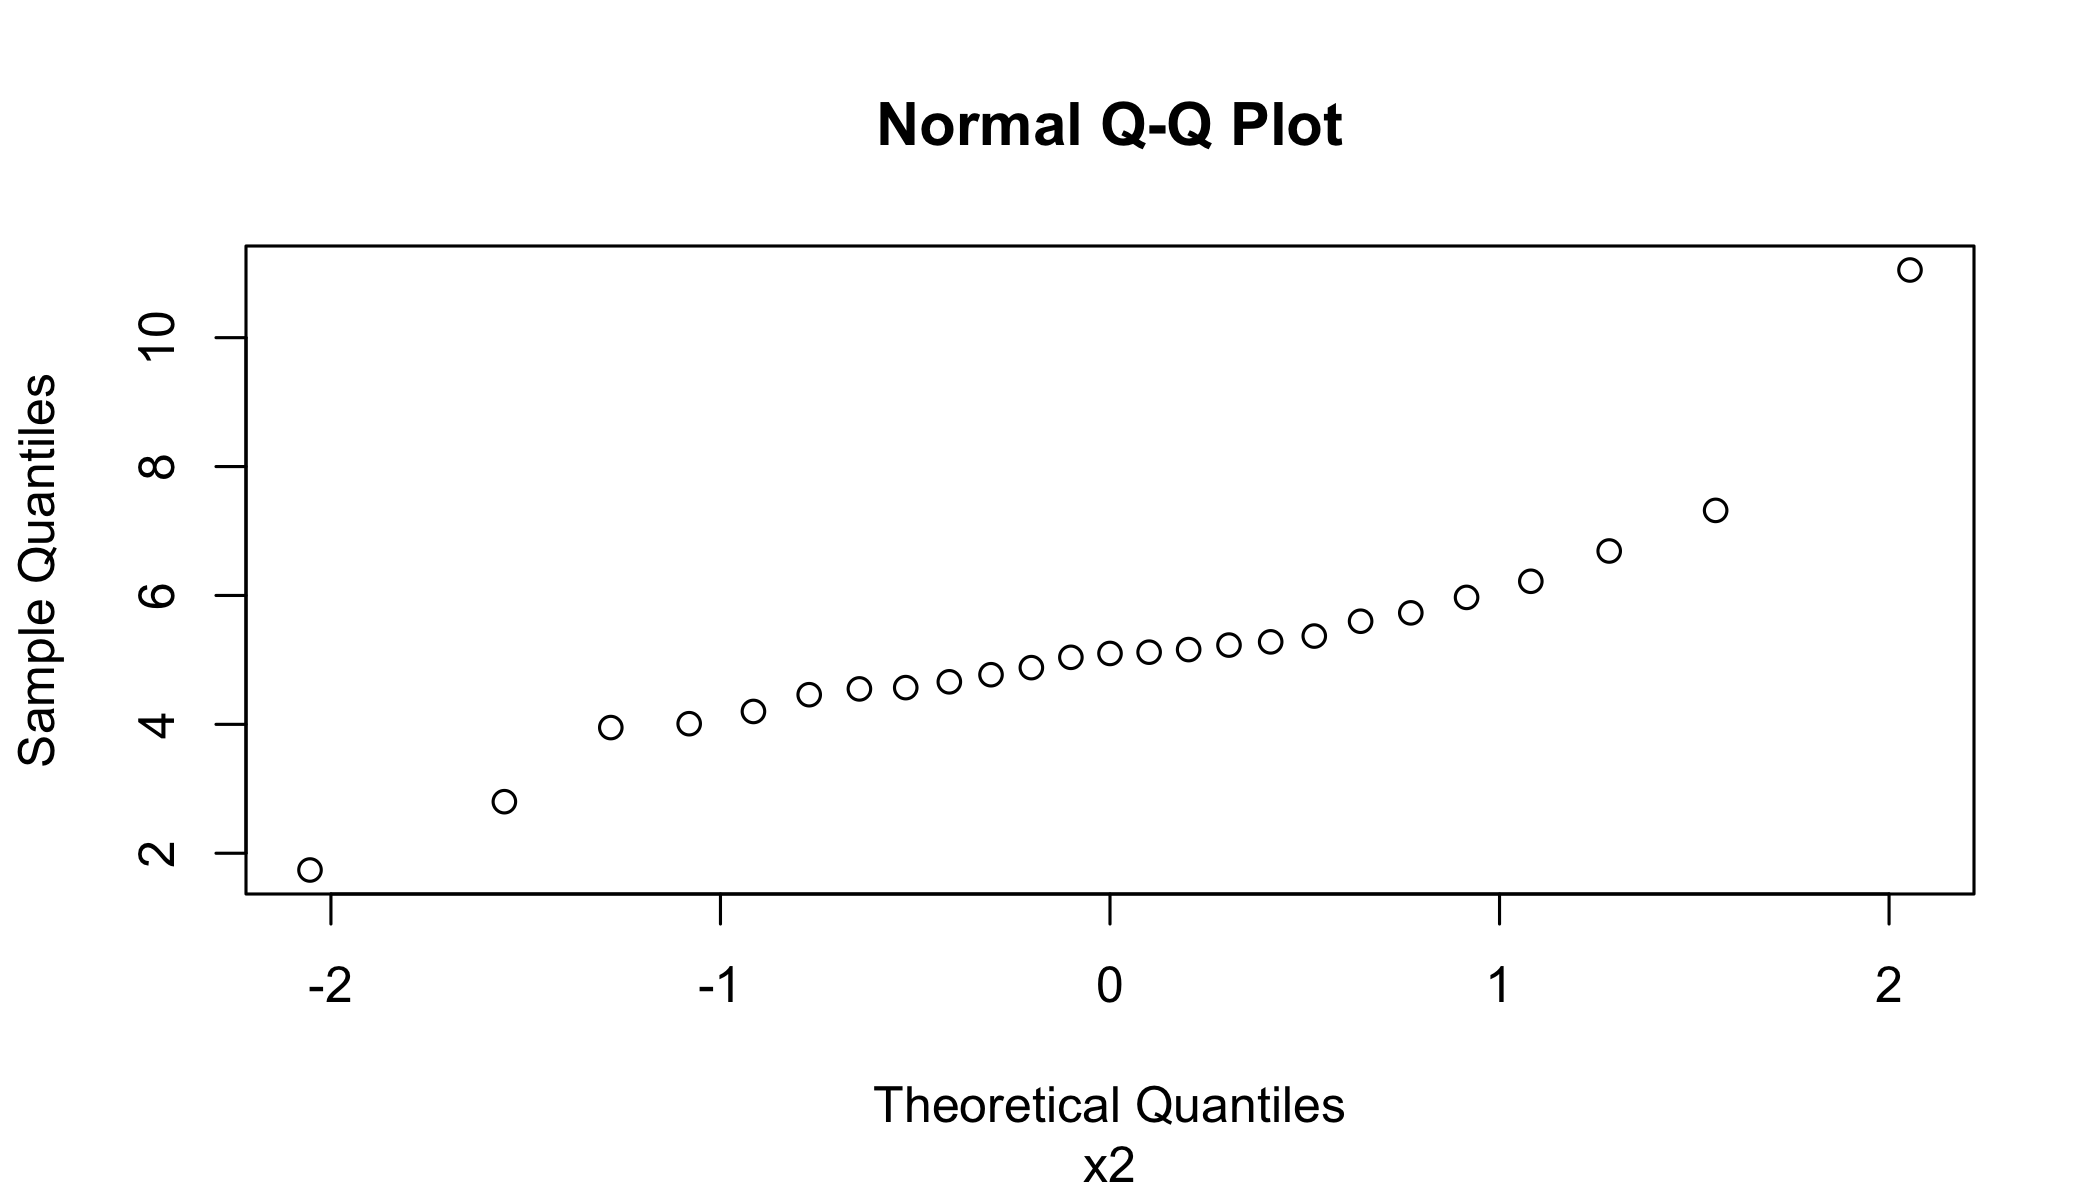 Normal Q-Q Plot
Sample Quantiles
10
8
6
4
2
-2 -1 0 1 2
Theoretical Quantiles
x2